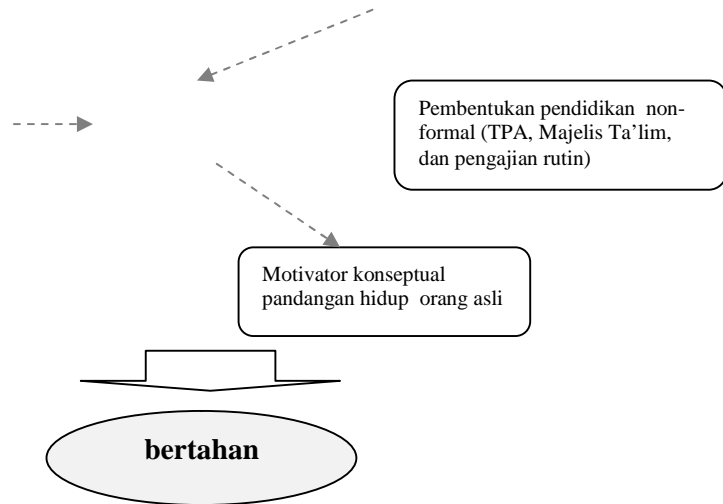 Pembentukan pendidikan non-
formal (TPA, Majelis Ta’lim,
dan pengajian rutin)
Motivator konseptual
pandangan hidup orang asli
bertahan